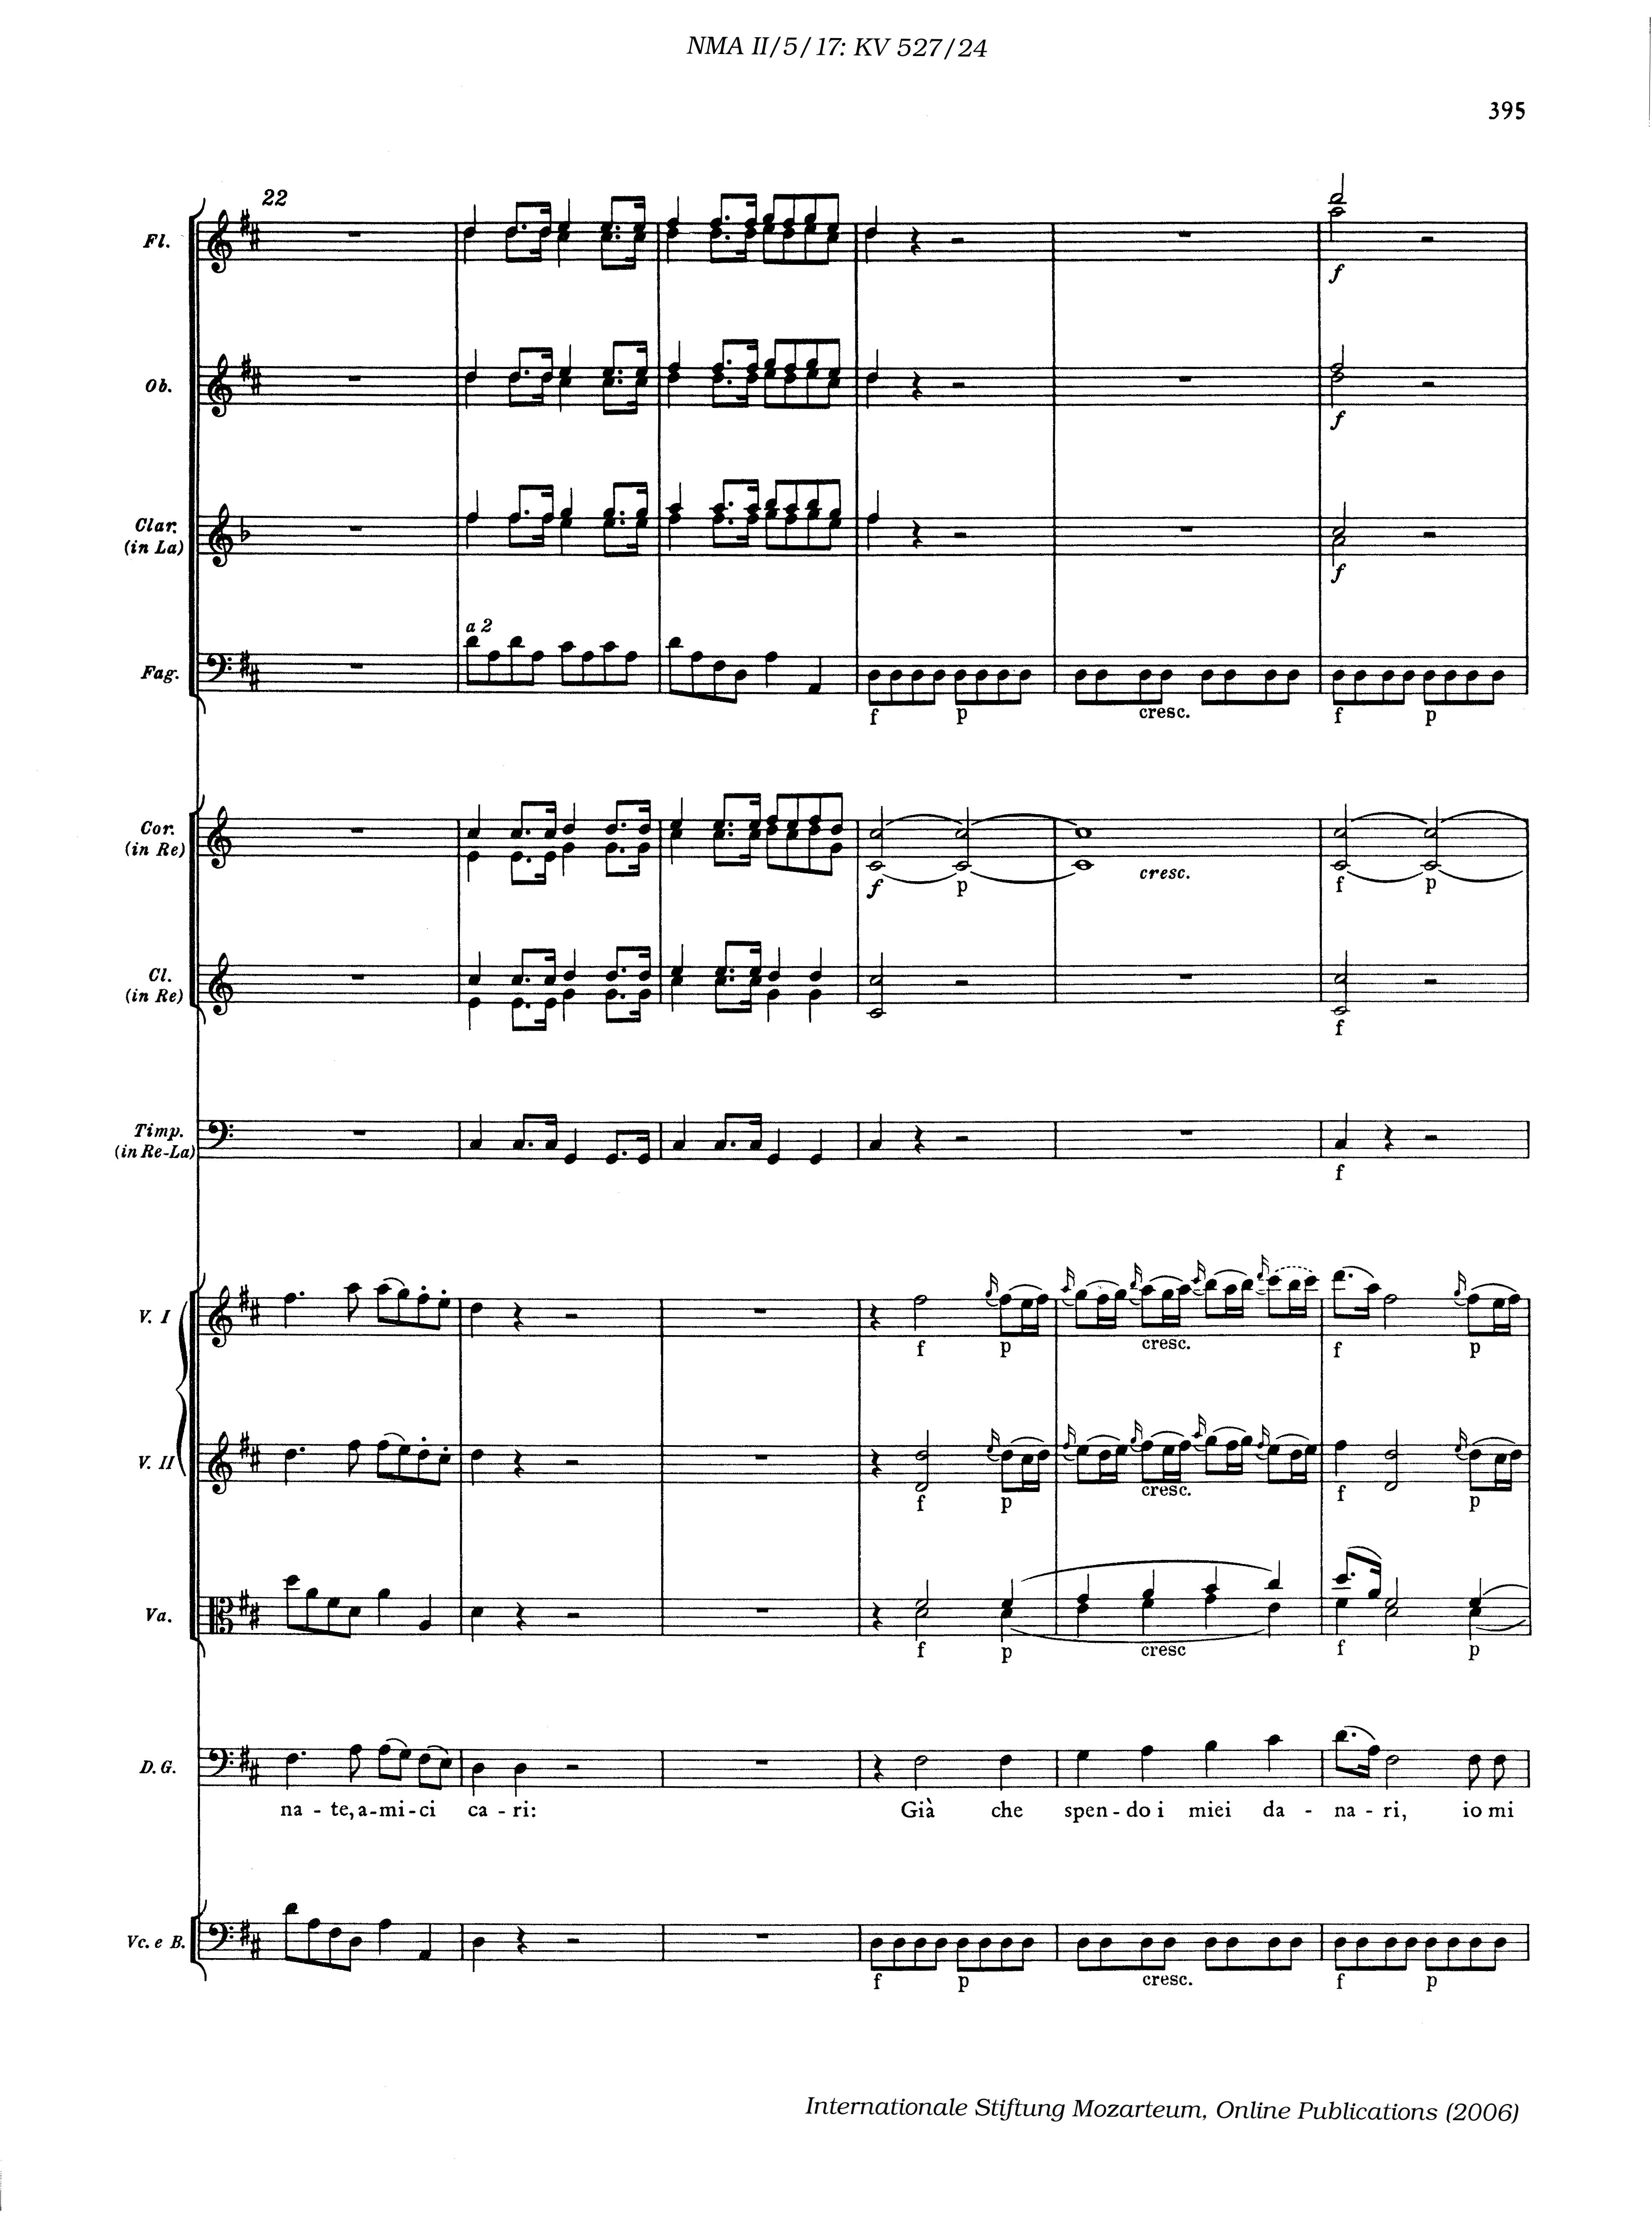 NMA II/5/17: KV 527/24
395
22
Fl.
f
Ob.
f
Clar.
(in La)
f
a 2
Fag.
f p cresc. f p
Cor.
(in Re)
f p cresc. f p
Cl.
(in Re)
f
Timp.
(in Re-La)
f
V. I
f p cresc. f p
V. II
f p cresc. f p
Va.
f p cresc f p
D. G.
na - te, a - mi - ci ca - ri: Già che spen - do i miei da - na - ri, io mi
Vc. e B.
f p cresc. f p
Internationale Stiftung Mozarteum, Online Publications (2006)